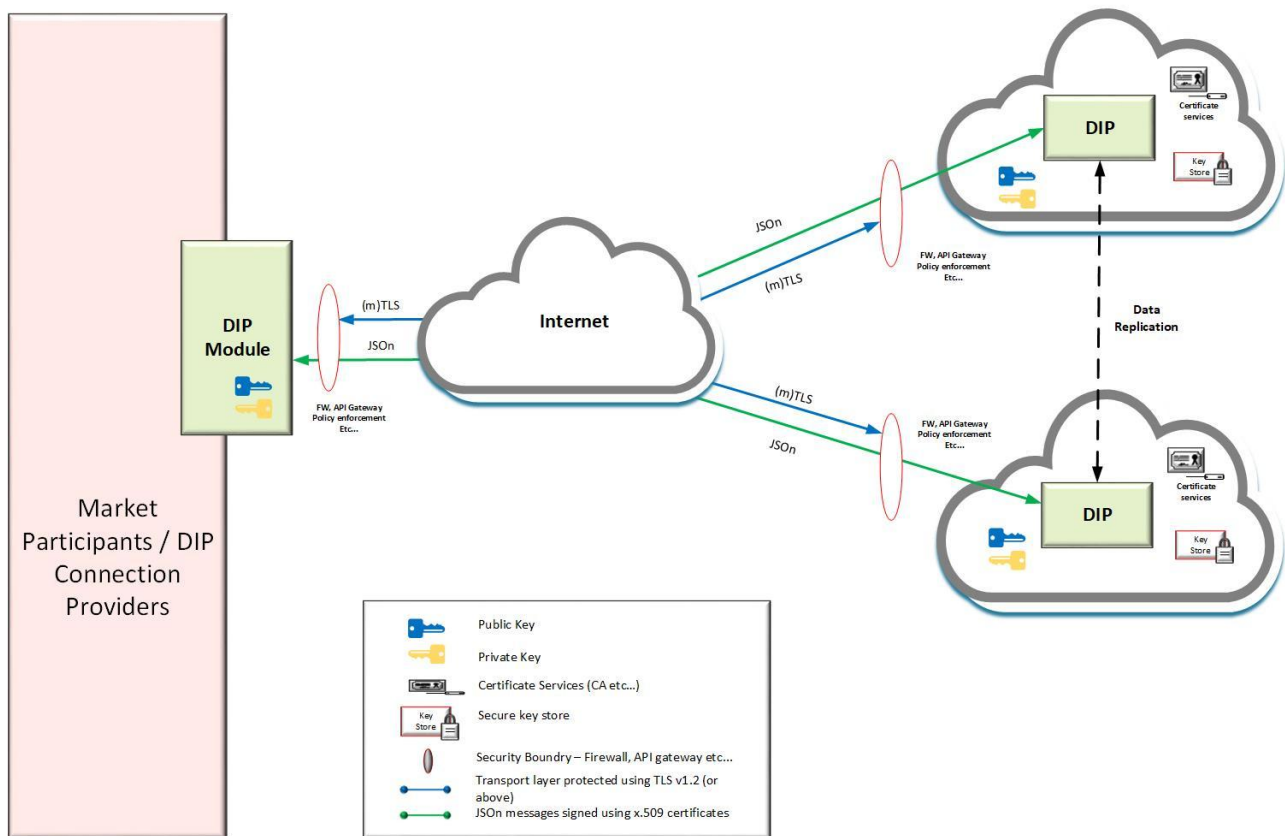 DIP
Certificate
services
Key
Store
JSOn
(m)TLS
FW, API Gateway
Policy enforcement
Etc...
Internet
(m)TLS
JSOn
DIP
Module
FW, API Gateway
Policy enforcement
Etc...
Data
Replication
(m)TLS
JSOn
FW, API Gateway
Policy enforcement
Etc...
Certificate
services
DIP
Key
Store
Market
Participants / DIP
Connection
Providers
Public Key
Private Key
Certificate Services (CA etc...)
Key
Store
Secure key store
Security Boundry – Firewall, API gateway etc...
Transport layer protected using TLS v1.2 (or
above)
JSOn messages signed using x.509 certificates